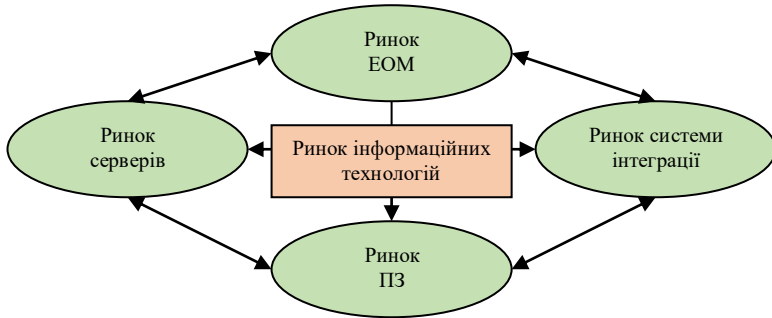 Ринок
ЕОМ
Ринок
серверів
Ринок інформаційних
технологій
Ринок системи
інтеграції
Ринок
ПЗ